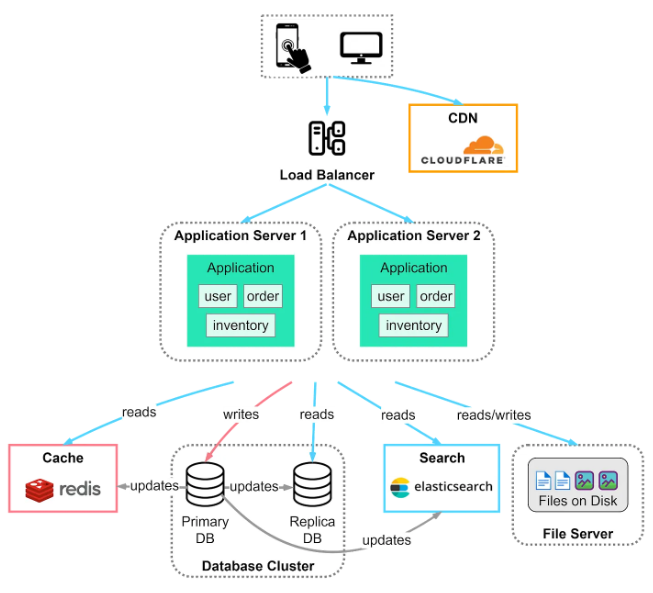 CDN
CLOUDFLARE
Load Balancer
Application Server 1
Application Server 2
Application
user
order
inventory
Application
user
order
inventory
reads
writes
reads
reads
reads/writes
Cache
redis
updates
updates
Primary
DB
Replica
DB
updates
Database Cluster
Search
elasticsearch
Files on Disk
File Server